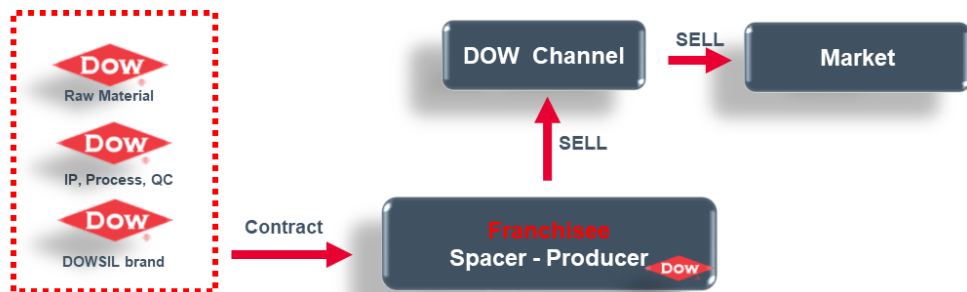 Dow
®
Raw Material
Dow
®
IP, Process, QC
Dow
®
DOWSIL brand
Contract
Franchisee
Spacer - Producer
Dow
SELL
DOW Channel
SELL
Market